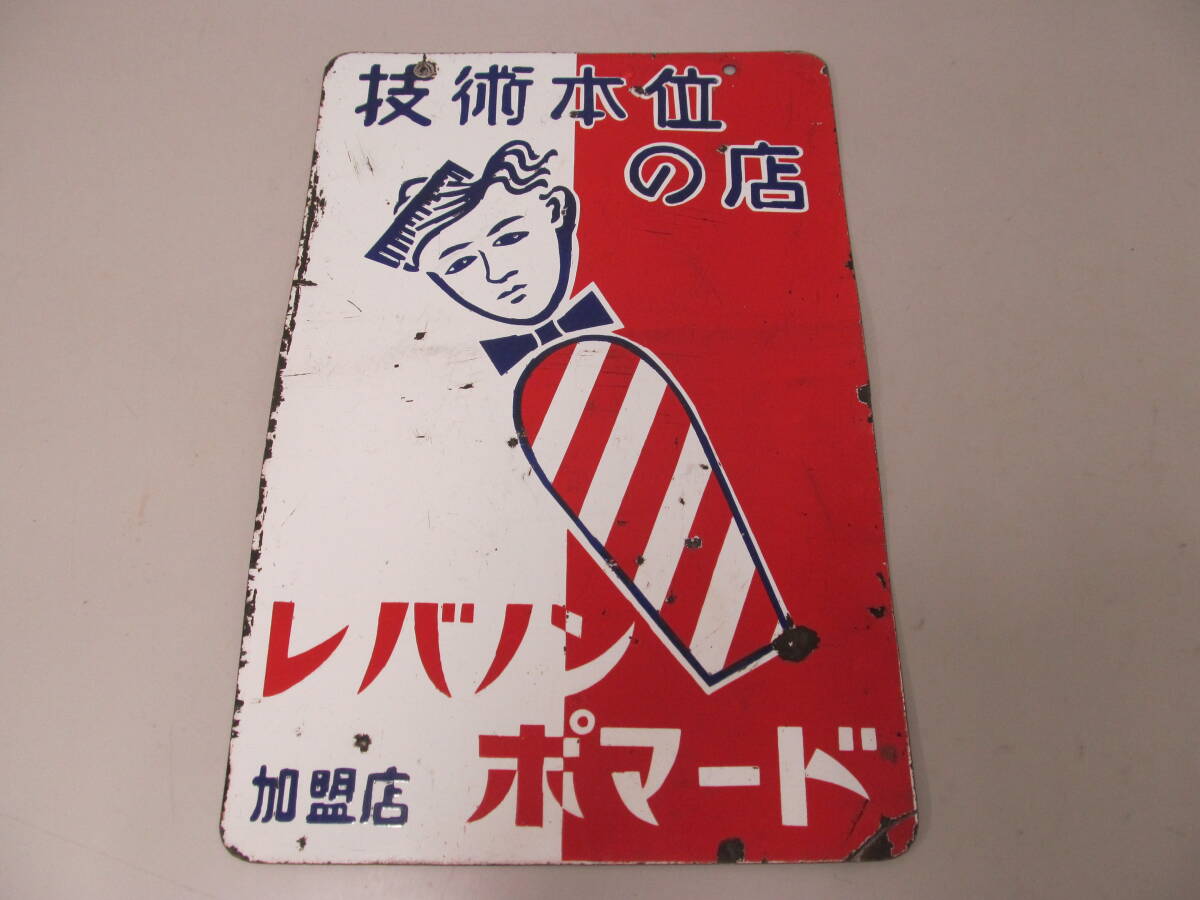 技術本位
の店
レバノン
ポマード
加盟店